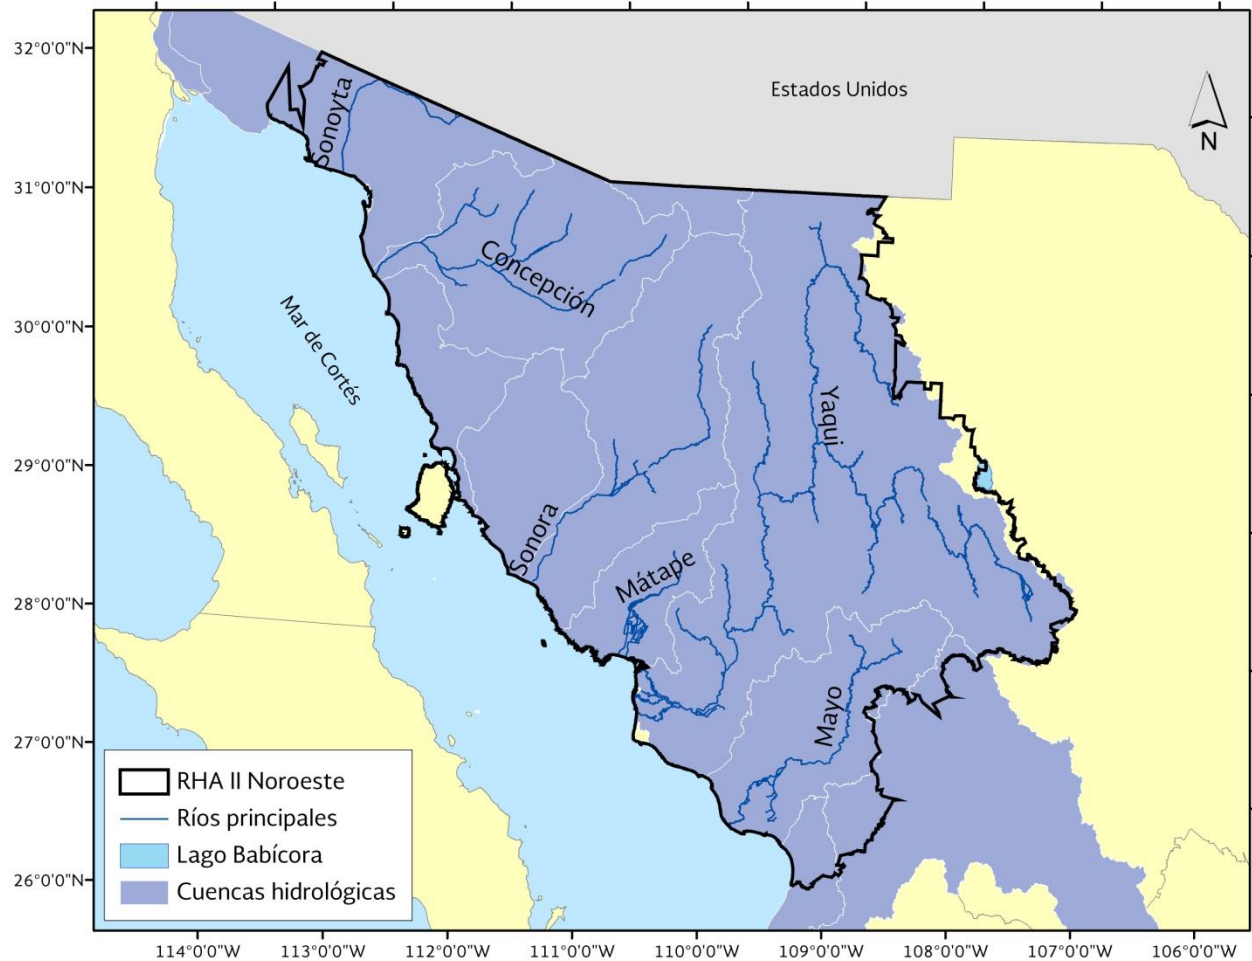 32°0'0"N
31°0'0"N
30°0'0"N
29°0'0"N
28°0'0"N
27°0'0"N
26°0'0"N
Estados Unidos
N
Sonoyta
Concepción
Mar de Cortés
Yaqui
Sonora
Mátape
Mayo
RHA II Noroeste
Ríos principales
Lago Babícora
Cuencas hidrológicas
114°0'0"W 113°0'0"W 112°0'0"W 111°0'0"W 110°0'0"W 109°0'0"W 108°0'0"W 107°0'0"W 106°0'0"W